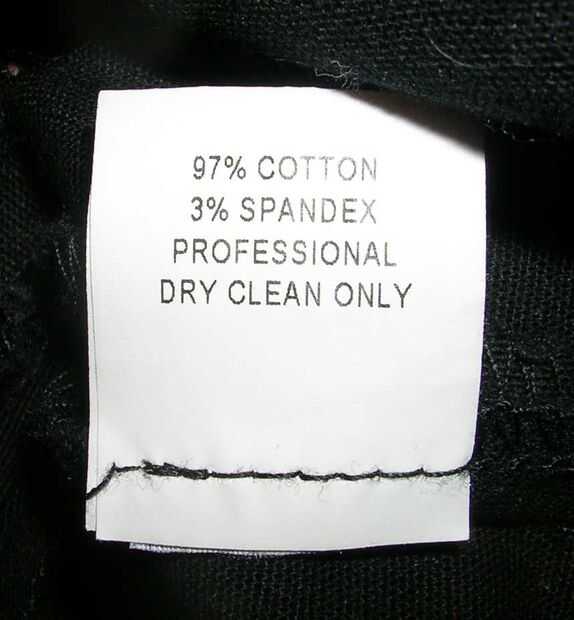 97% COTTON
3% SPANDEX
PROFESSIONAL
DRY CLEAN ONLY